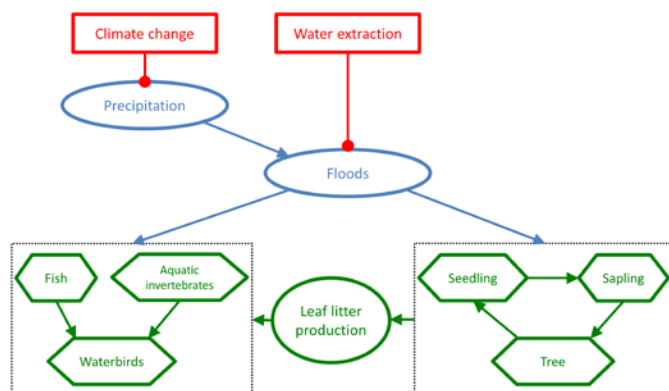 Climate change
Water extraction
Precipitation
Floods
Fish
Aquatic
invertebrates
Waterbirds
Leaf litter
production
Seedling
Sapling
Tree